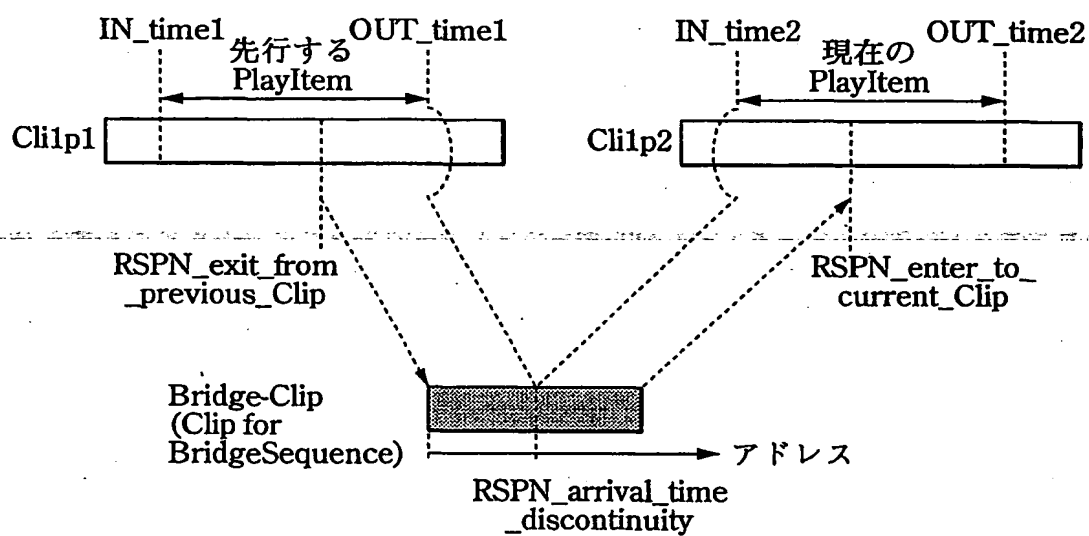 IN_time1
OUT_time1
先行する
PlayItem
IN_time2
OUT_time2
現在の
PlayItem
Cli1p1
Cli1p2
RSPN_exit_from
_previous_Clip
RSPN_enter_to_
current_Clip
Bridge-Clip
(Clip for
BridgeSequence)
アドレス
RSPN_arrival_time
_discontinuity